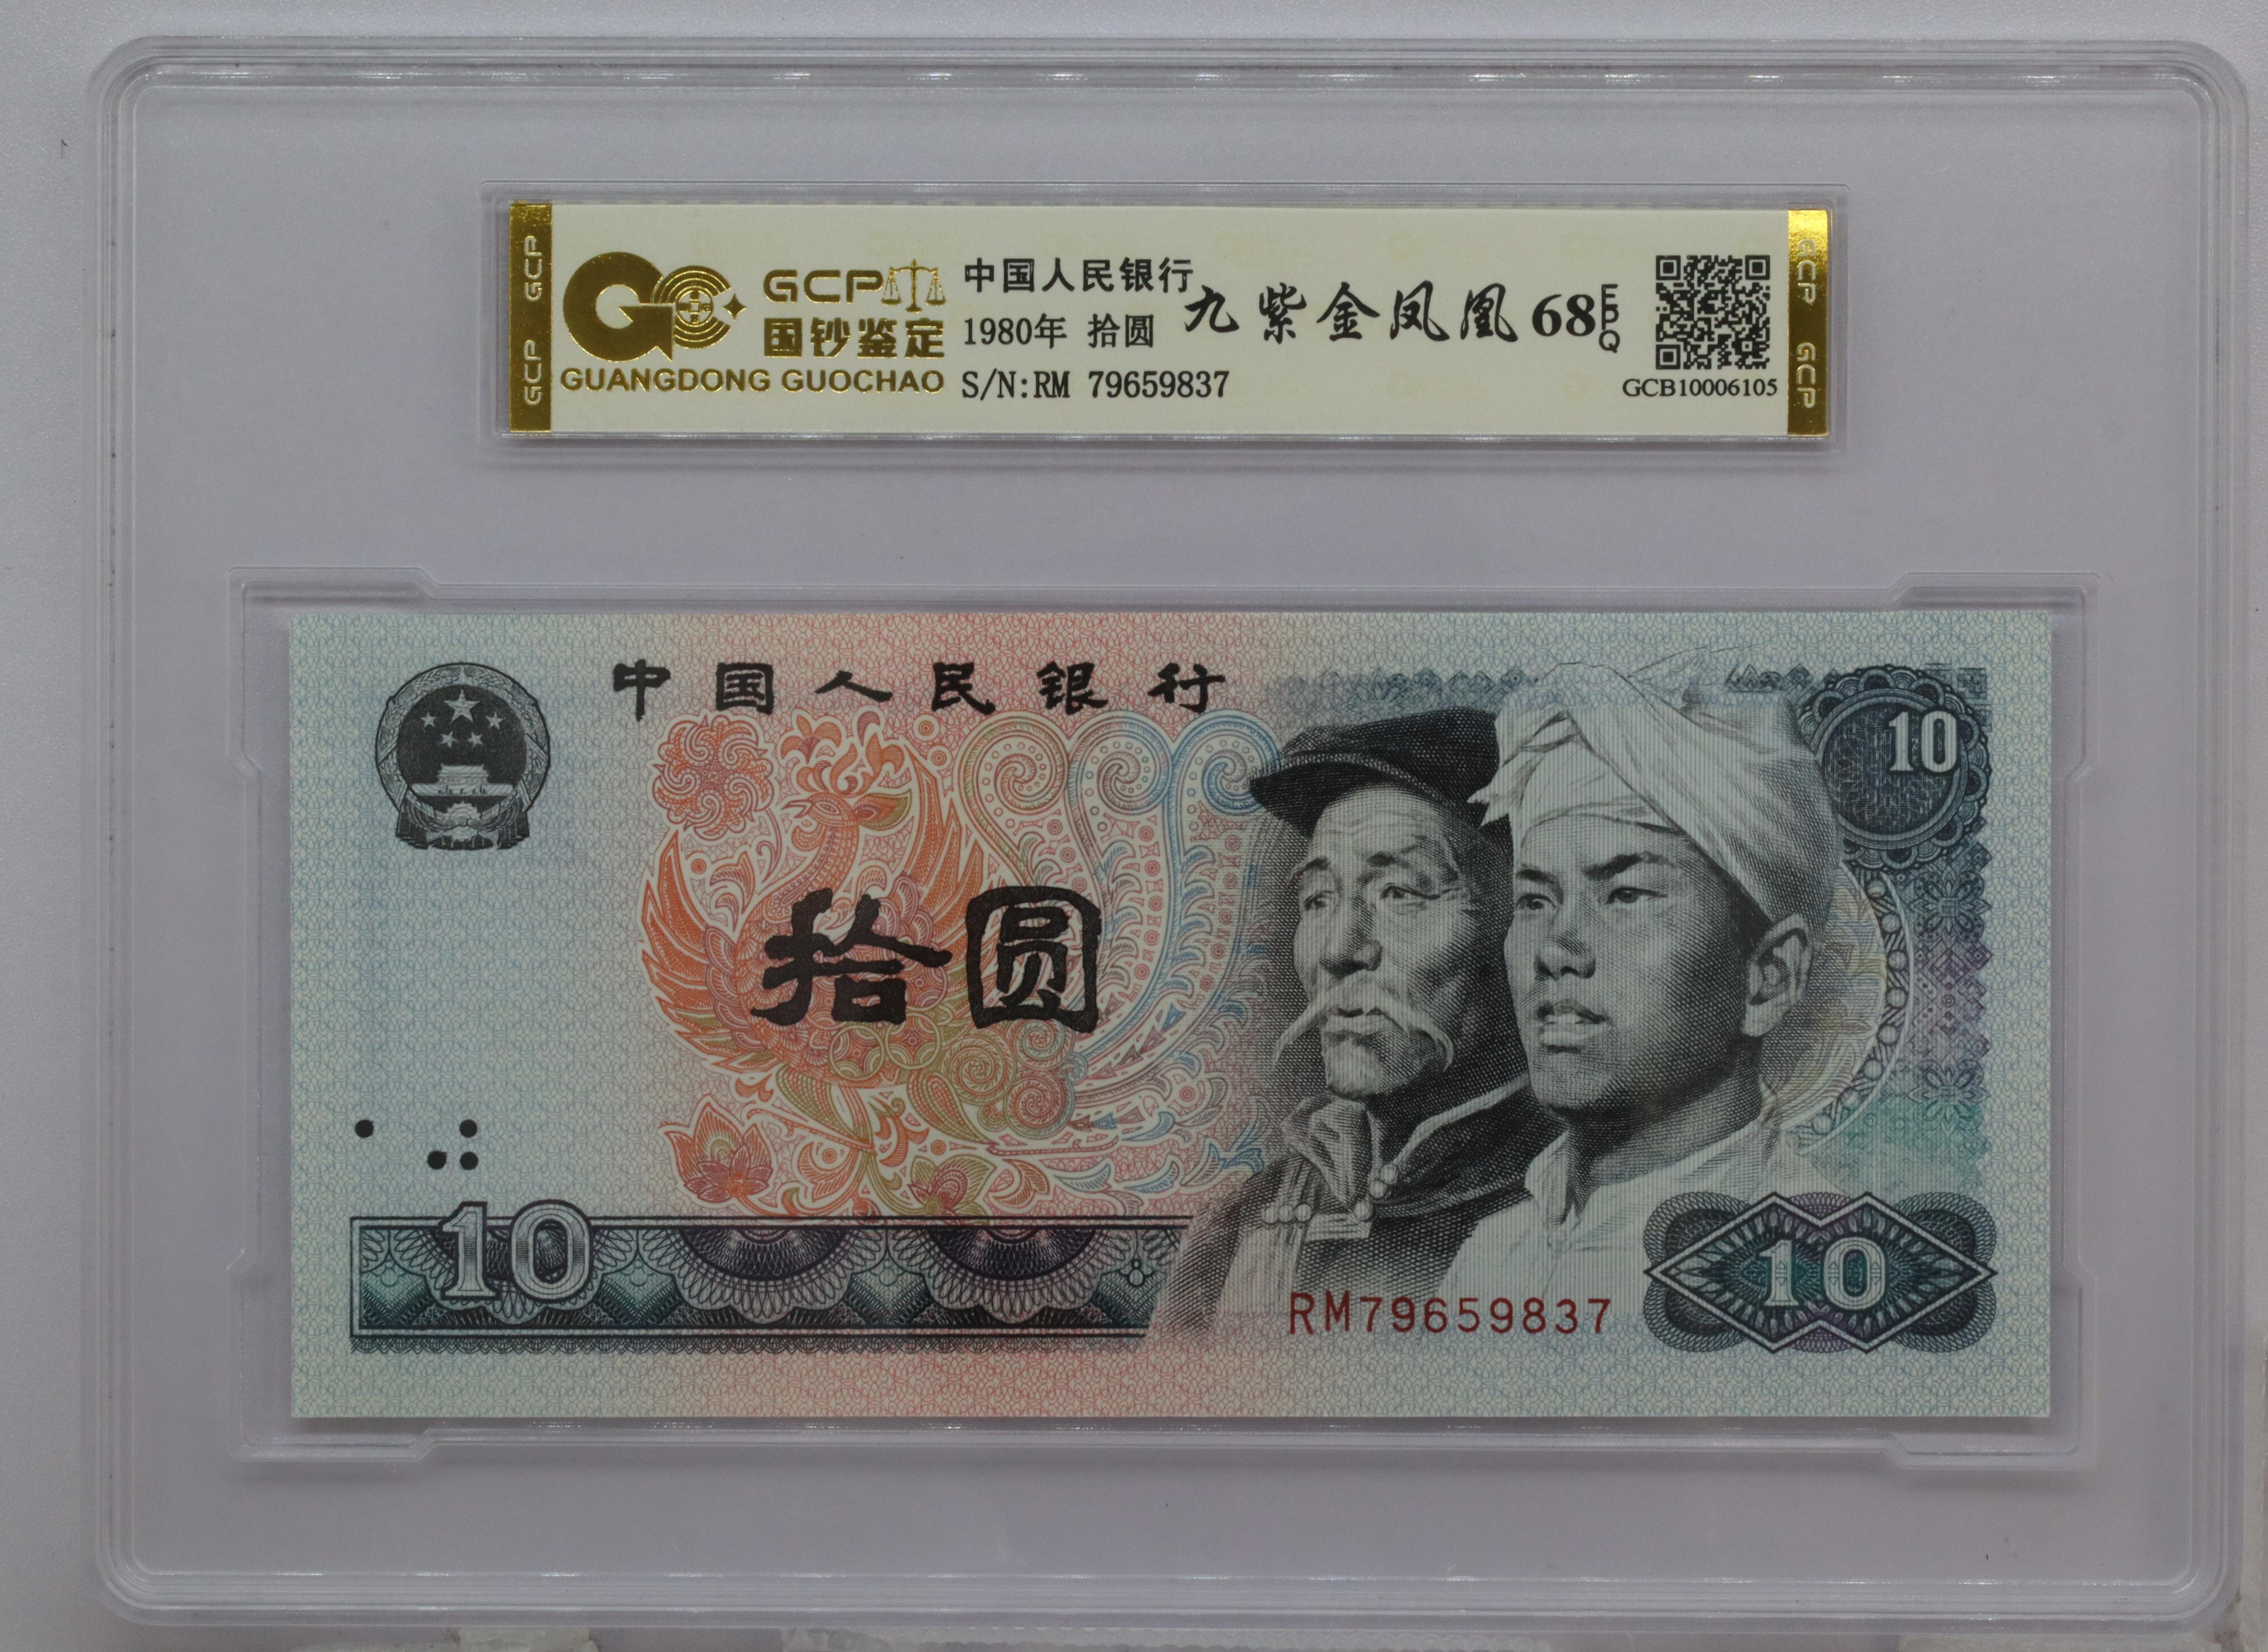 GCP GCP
GCP
国钞鉴定
GUANGDONG GUOCHAO
中国人民银行
1980年 拾圆
S/N:RM 79659837
九紫金凤凰 68 EPQ
GCB10006105
GCP GCP
中国人民银行
10
拾圆
10
RM79659837
10